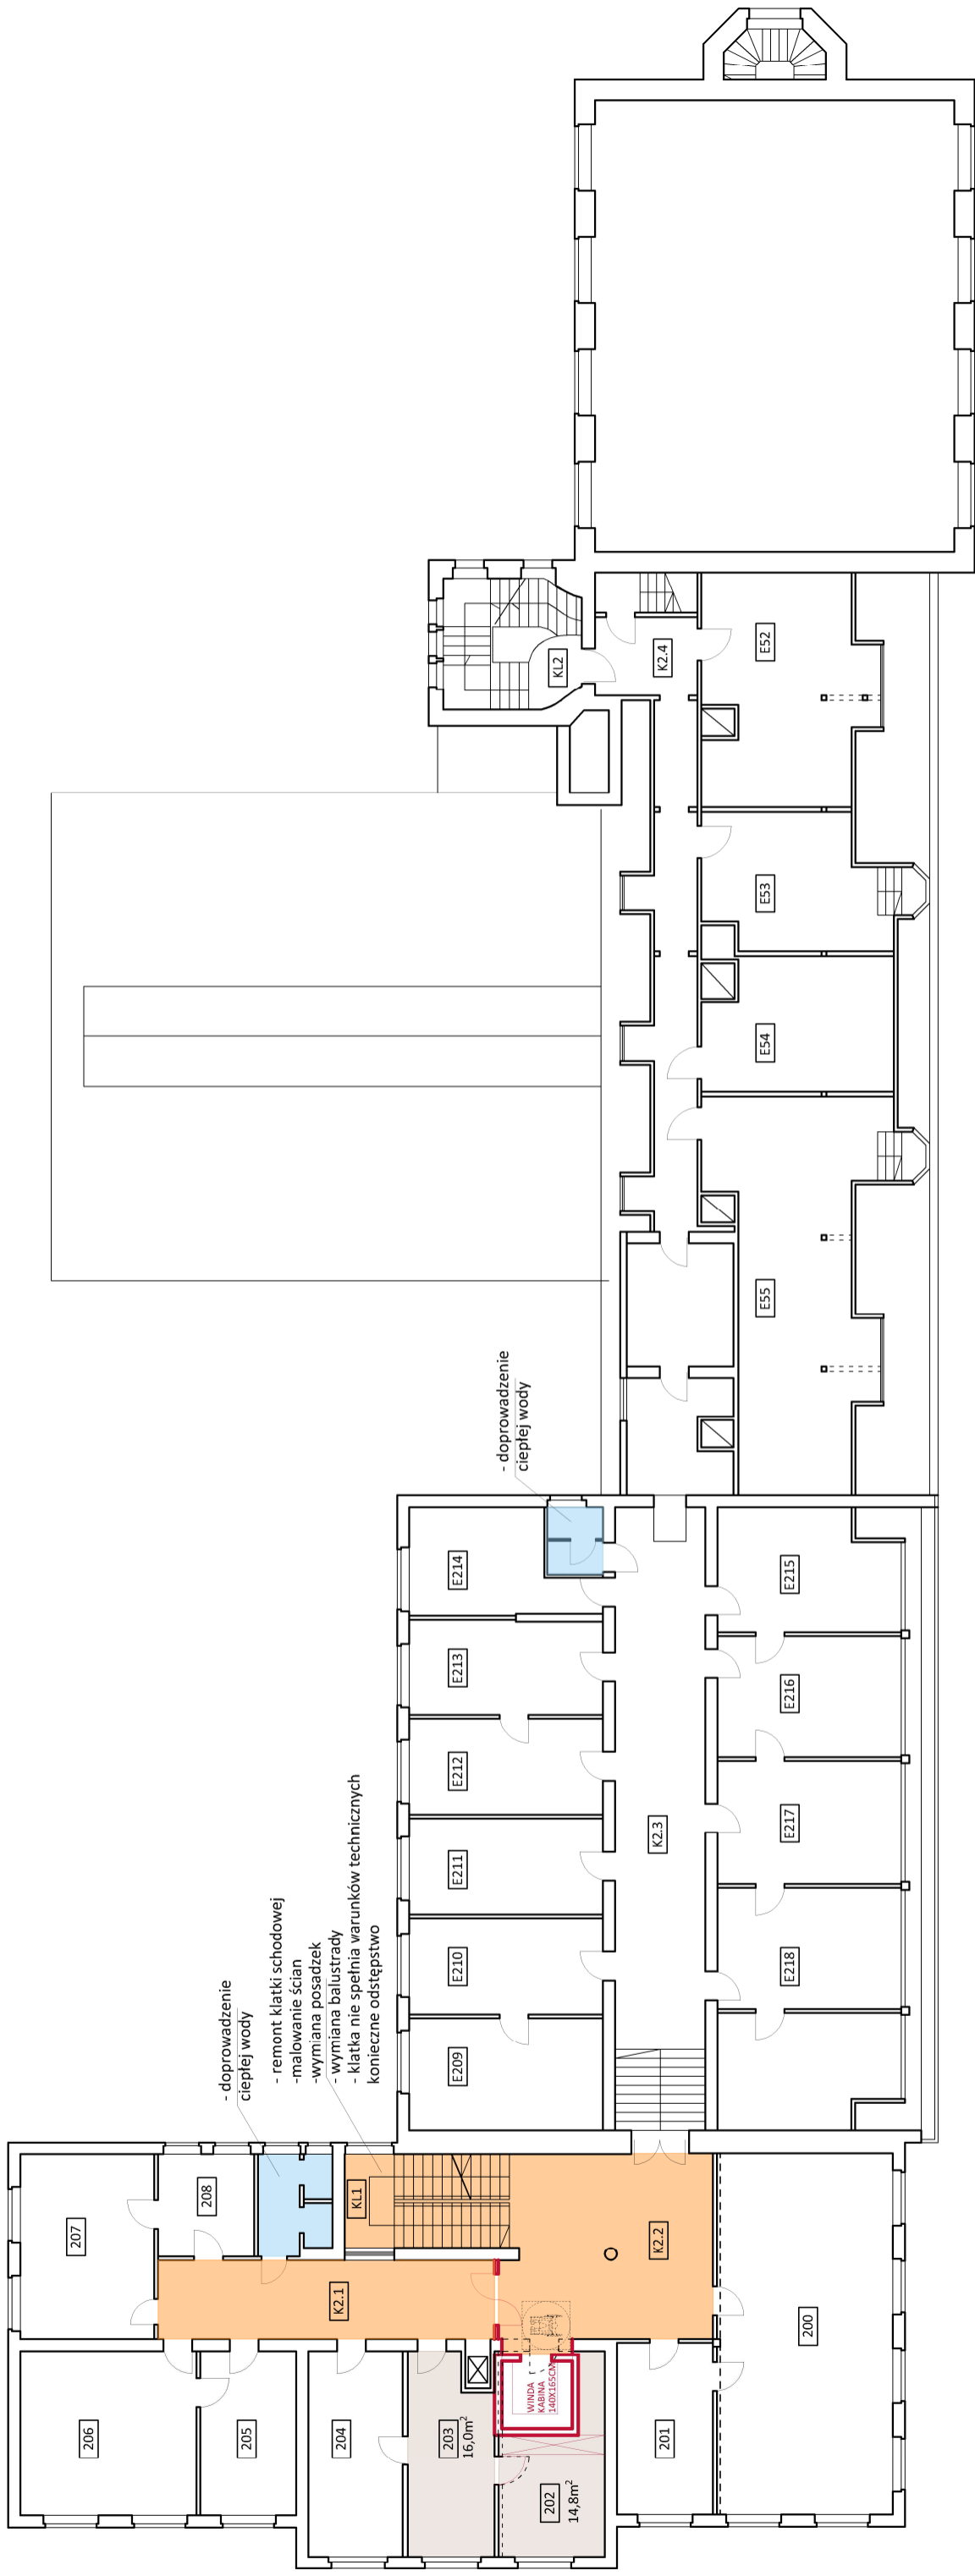 206
205
204
203
16,0m²
202
14,8m²
WINDA
KABINA
140X165CM
201
200
207
208
K2.1
KL1
K2.2
- doprowadzenie
ciepłej wody
- remont klatki schodowej
-malowanie ścian
-wymiana posadzek
- wymiana balustrady
- klatka nie spełnia warunków technicznych
konieczne odstępstwo
E209
E210
E211
E212
E213
E214
K2.3
E218
E217
E216
E215
- doprowadzenie
ciepłej wody
E55
E54
E53
E52
K2.4
KL2